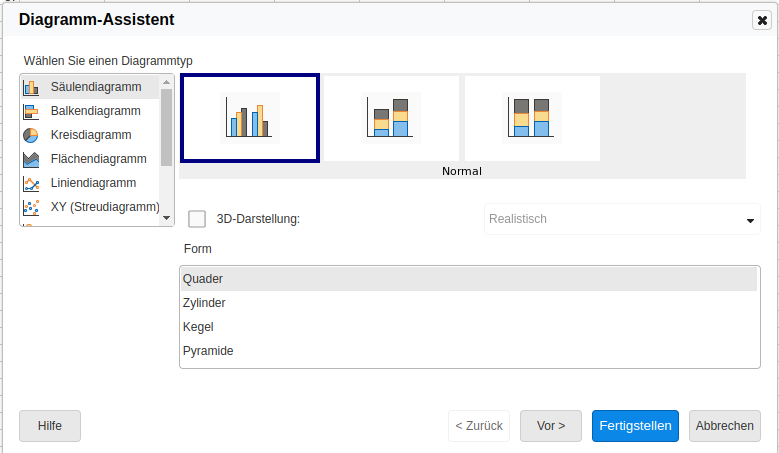 Diagramm-Assistent
Wählen Sie einen Diagrammtyp
Säulendiagramm
Balkendiagramm
Kreisdiagramm
Flächendiagramm
Liniendiagramm
XY (Streudiagramm)
Normal
3D-Darstellung:
Realistisch
Form
Quader
Zylinder
Kegel
Pyramide
Hilfe
< Zurück
Vor >
Fertigstellen
Abbrechen